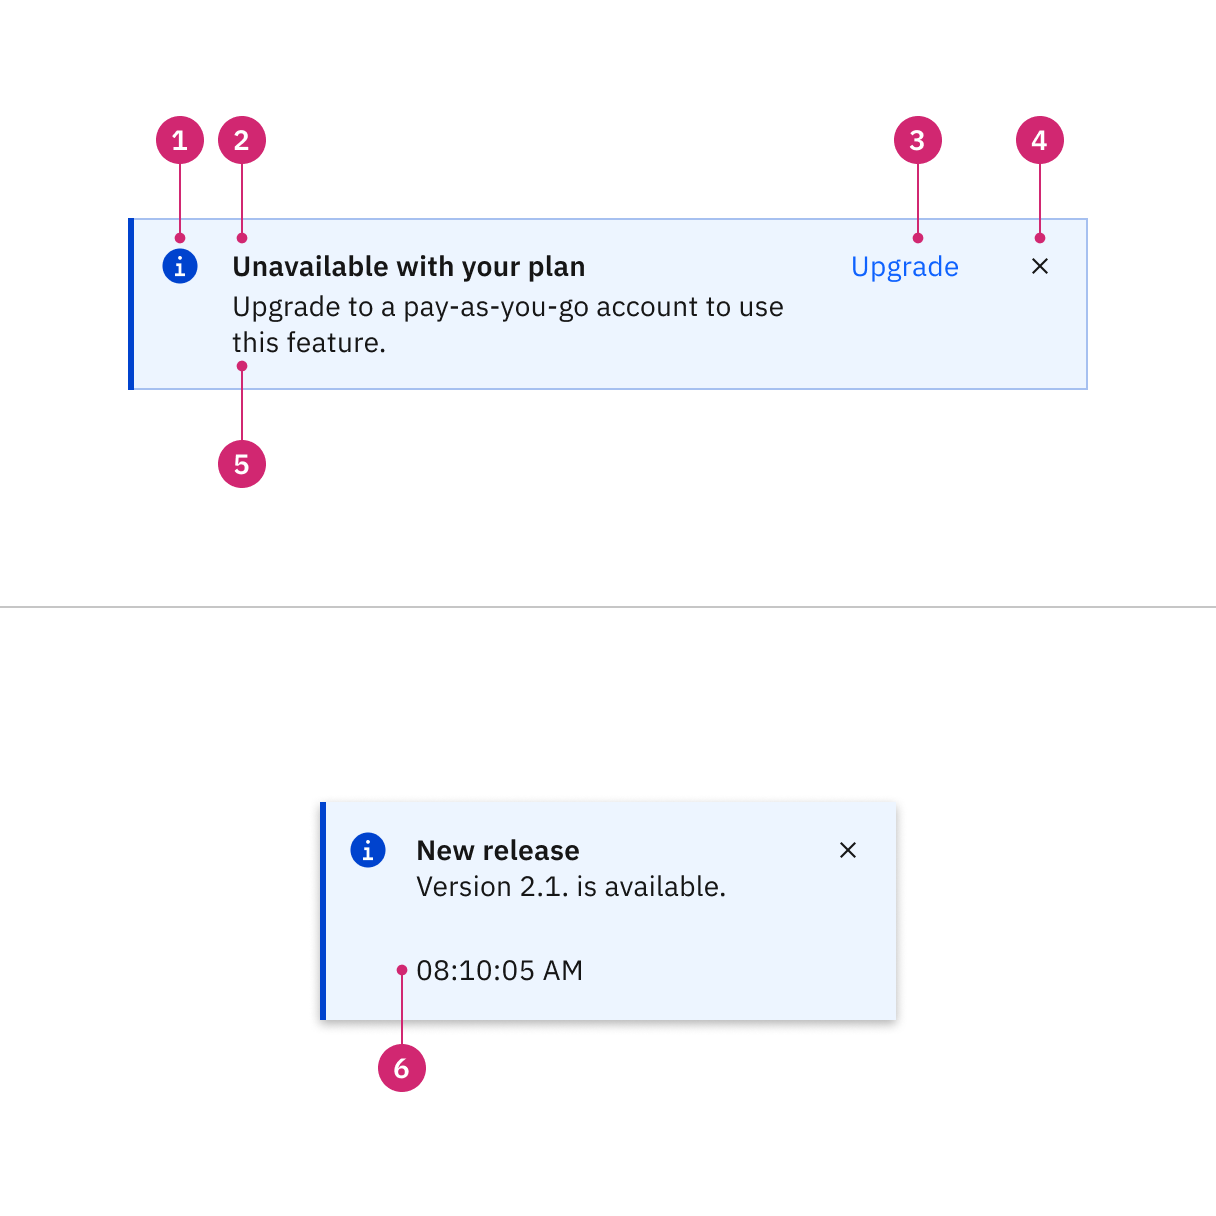 1 2 3 4
Unavailable with your plan Upgrade
Upgrade to a pay-as-you-go account to use
this feature.
5
New release
Version 2.1. is available.
08:10:05 AM
6